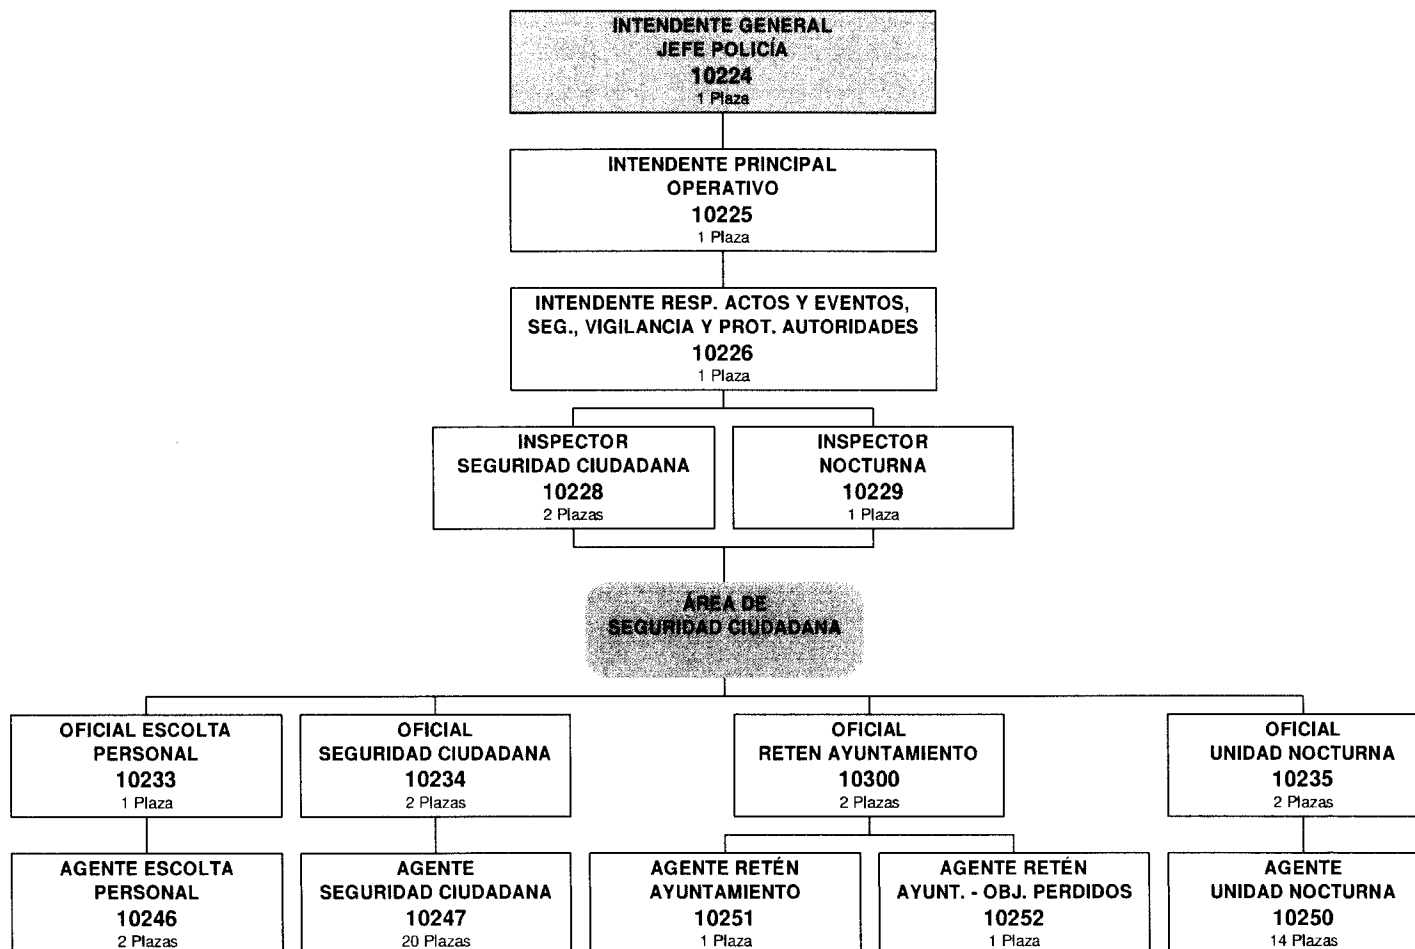 INTENDENTE GENERAL
JEFE POLICÍA
10224
1 Plaza
INTENDENTE PRINCIPAL
OPERATIVO
10225
1 Plaza
INTENDENTE RESP. ACTOS Y EVENTOS,
SEG., VIGILANCIA Y PROT. AUTORIDADES
10226
1 Plaza
INSPECTOR
SEGURIDAD CIUDADANA
10228
2 Plazas
INSPECTOR
NOCTURNA
10229
1 Plaza
ÁREA DE
SEGURIDAD CIUDADANA
OFICIAL ESCOLTA
PERSONAL
10233
1 Plaza
OFICIAL
SEGURIDAD CIUDADANA
10234
2 Plazas
OFICIAL
RETEN AYUNTAMIENTO
10300
2 Plazas
OFICIAL
UNIDAD NOCTURNA
10235
2 Plazas
AGENTE ESCOLTA
PERSONAL
10246
2 Plazas
AGENTE
SEGURIDAD CIUDADANA
10247
20 Plazas
AGENTE RETÉN
AYUNTAMIENTO
10251
1 Plaza
AGENTE RETÉN
AYUNT. - OBJ. PERDIDOS
10252
1 Plaza
AGENTE
UNIDAD NOCTURNA
10250
14 Plazas